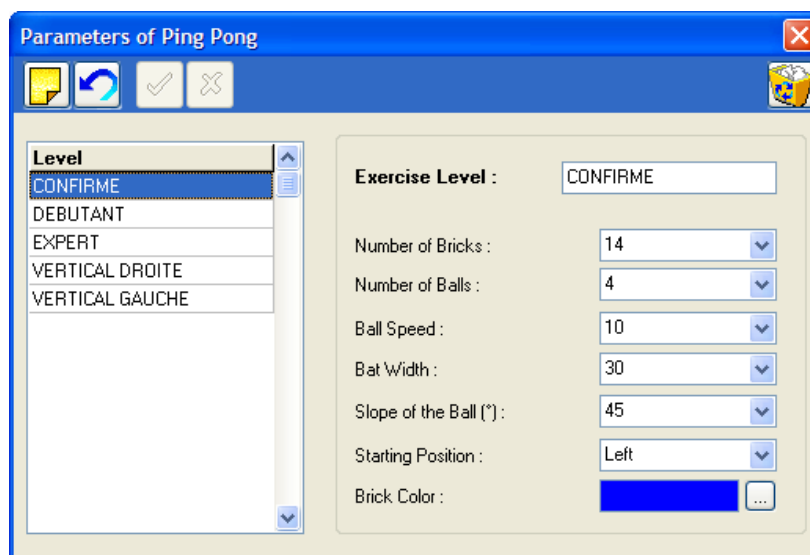 Parameters of Ping Pong
Level
CONFIRME
DEBUTANT
EXPERT
VERTICAL DROITE
VERTICAL GAUCHE
Exercise Level : CONFIRME
Number of Bricks : 14
Number of Balls : 4
Ball Speed : 10
Bat Width : 30
Slope of the Ball (°) : 45
Starting Position : Left
Brick Color : ...